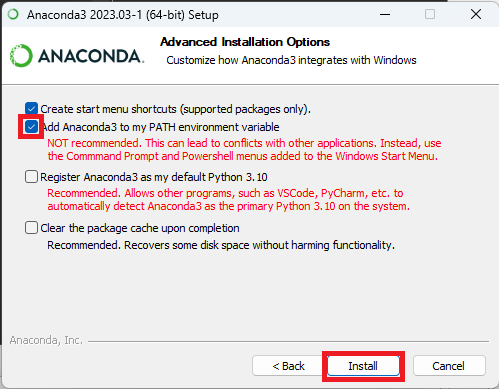 Anaconda3 2023.03-1 (64-bit) Setup
ANACONDA.
Advanced Installation Options
Customize how Anaconda3 integrates with Windows
Create start menu shortcuts (supported packages only).
Add Anaconda3 to my PATH environment variable
NOT recommended. This can lead to conflicts with other applications. Instead, use
the Commmand Prompt and Powershell menus added to the Windows Start Menu.
Register Anaconda3 as my default Python 3.10
Recommended. Allows other programs, such as VSCode, PyCharm, etc. to
automatically detect Anaconda3 as the primary Python 3.10 on the system.
Clear the package cache upon completion
Recommended. Recovers some disk space without harming functionality.
Anaconda, Inc.
< Back
Install
Cancel